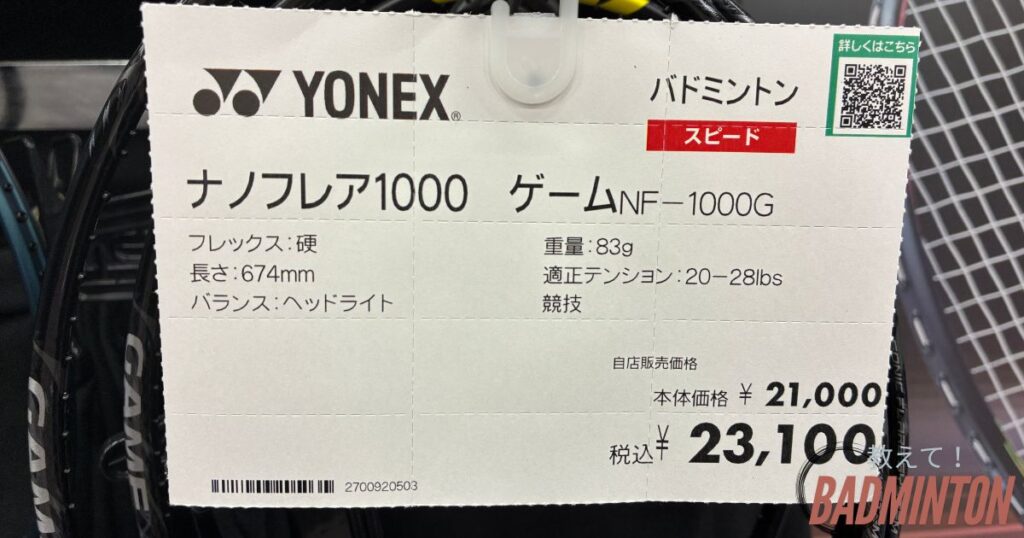 YONEX®
バドミントン
スピード
詳しくはこちら
ナノフレア1000 ゲームNF-1000G
フレックス:硬
長さ:674mm
バランス:ヘッドライト
重量:83g
適正テンション:20-28lbs
競技
自店販売価格
本体価格 ¥ 21,000
税込¥ 23,100
2700920503
GAME
GAM
教えて!
BADMINTON